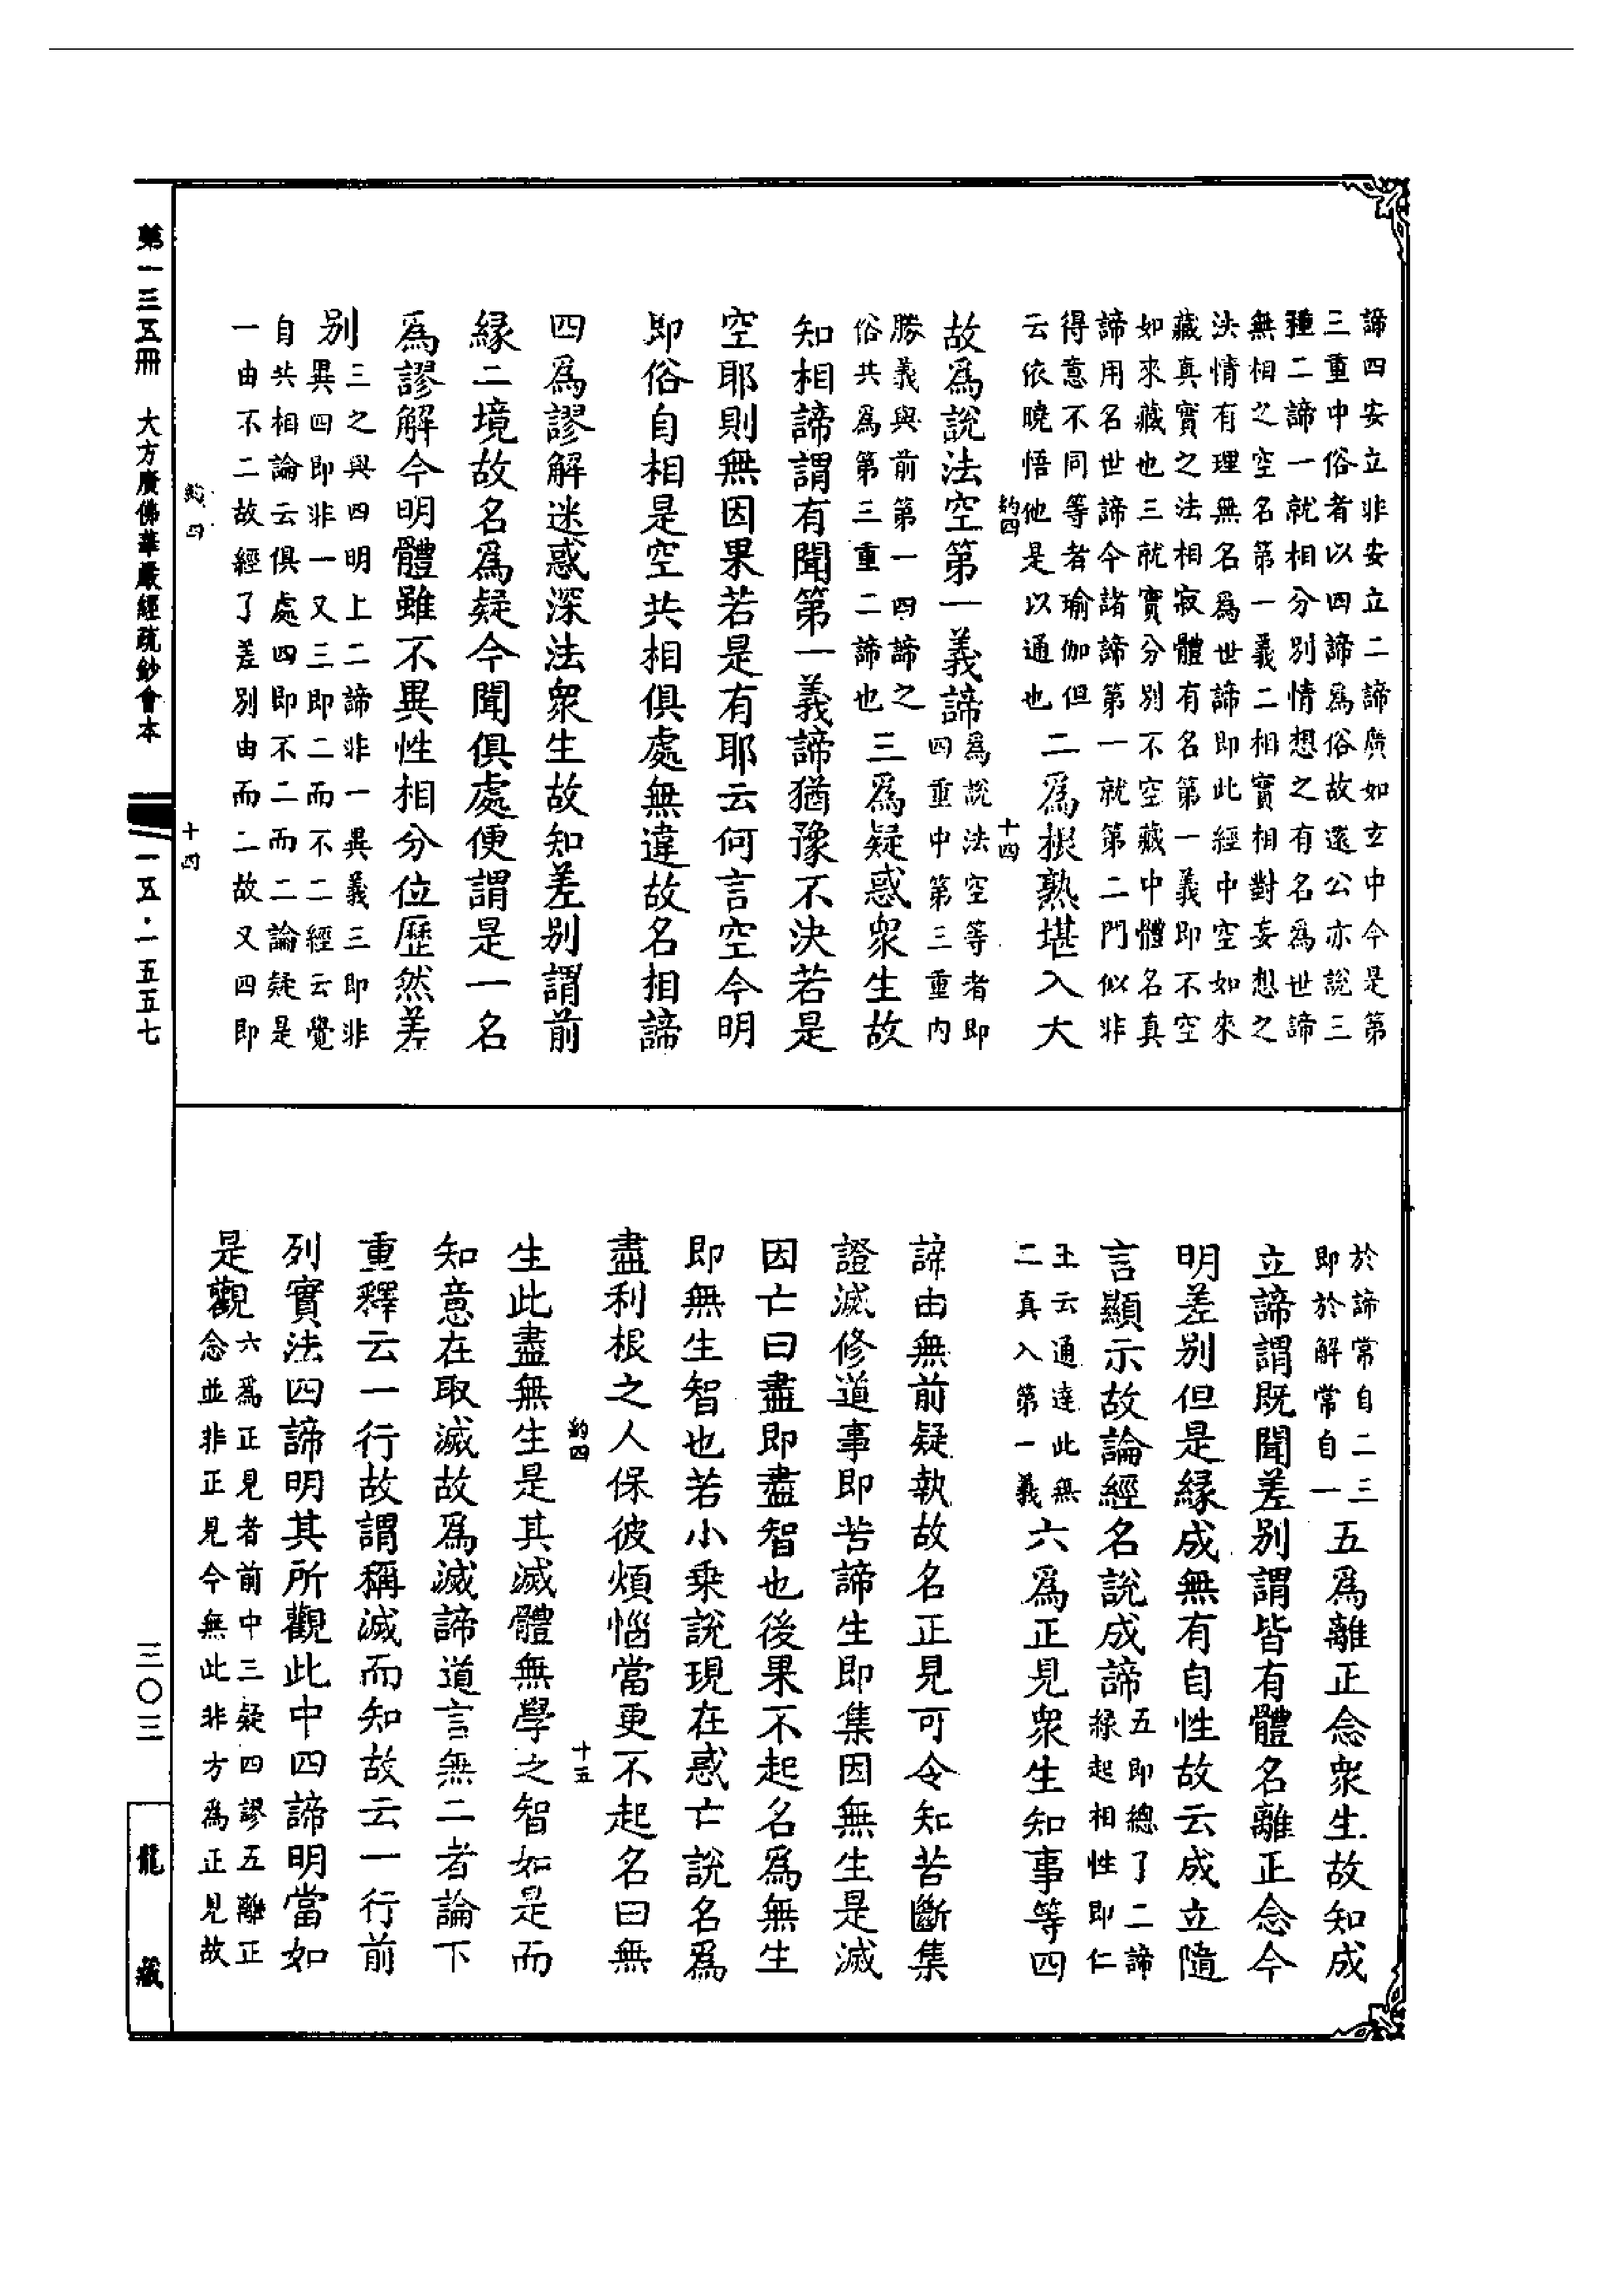 諦四安立非安立二諦廣如玄中今是第
三重中俗者以四諦爲俗故遠公亦說三
種二諦一就相分別情想之有名爲世諦
無相之空名第一義二相實相對妄想之
法情有理無名爲世諦即此經中空如來
藏真實之法相寂體有名第一義即不空
如來藏也三就實分別不空藏中體名真
諦用名世諦今諸諦第一就第二門似非
得意不同等者瑜伽但
云依曉悟他是以通也
二爲根熟堪入大
約四
十四
故爲說法空第一義諦
爲說法空等者即
四重中第三重內
勝義與前第一四諦之
俗共爲第三重二諦也
三爲疑惑衆生故
知相諦謂有聞第一義諦猶豫不決若是
空耶則無因果若是有耶云何言空今明
即俗自相是空共相俱處無違故名相諦
四爲謬解迷惑深法衆生故知差別謂前
緣二境故名爲疑今聞俱處便謂是一名
爲謬解今明體雖不異性相分位歷然差
別
三之與四明上二諦非一異義三即非
異四即非一又三即二而不二經云覺
自共相論云俱處四即不二而二論疑是
一由不二故經了差別由而二故又四即
約四
十四
於諦常自二三
即於解常自一
五爲離正念衆生故知成
立諦謂既聞差別謂皆有體名離正念今
明差別但是緣成無有自性故云成立隨
言顯示故論經名說成諦
五即總了二諦
緣起相性即仁
王云通達此無
二真入第一義
六爲正見衆生知事等四
諦由無前疑執故名正見可令知苦斷集
證滅修道事即苦諦生即集因無生是滅
因亡曰盡即盡智也後果不起名爲無生
即無生智也若小乘說現在惑亡說名爲
盡利根之人保彼煩惱當更不起名曰無
約四
十五
生此盡無生是其滅體無學之智如是而
知意在取滅故爲滅諦道言無二者論下
重釋云一行故謂稱滅而知故云一行前
列實法四諦明其所觀此中四諦明當如
是觀
六爲正見者前中三疑四謬五離正
念並非正見今無此非方爲正見故
第一三五冊　大方廣佛華嚴經疏鈔會本
一五·一五五七
三〇三
龍藏